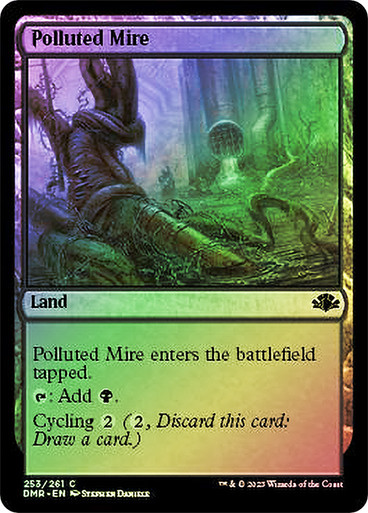 Polluted Mire
Land
Polluted Mire enters the battlefield
tapped.
: Add .
Cycling 2 (2, Discard this card:
Draw a card.)
253/261 C
DMR • EN Stephen Daniele
™ & © 2023 Wizards of the Coast